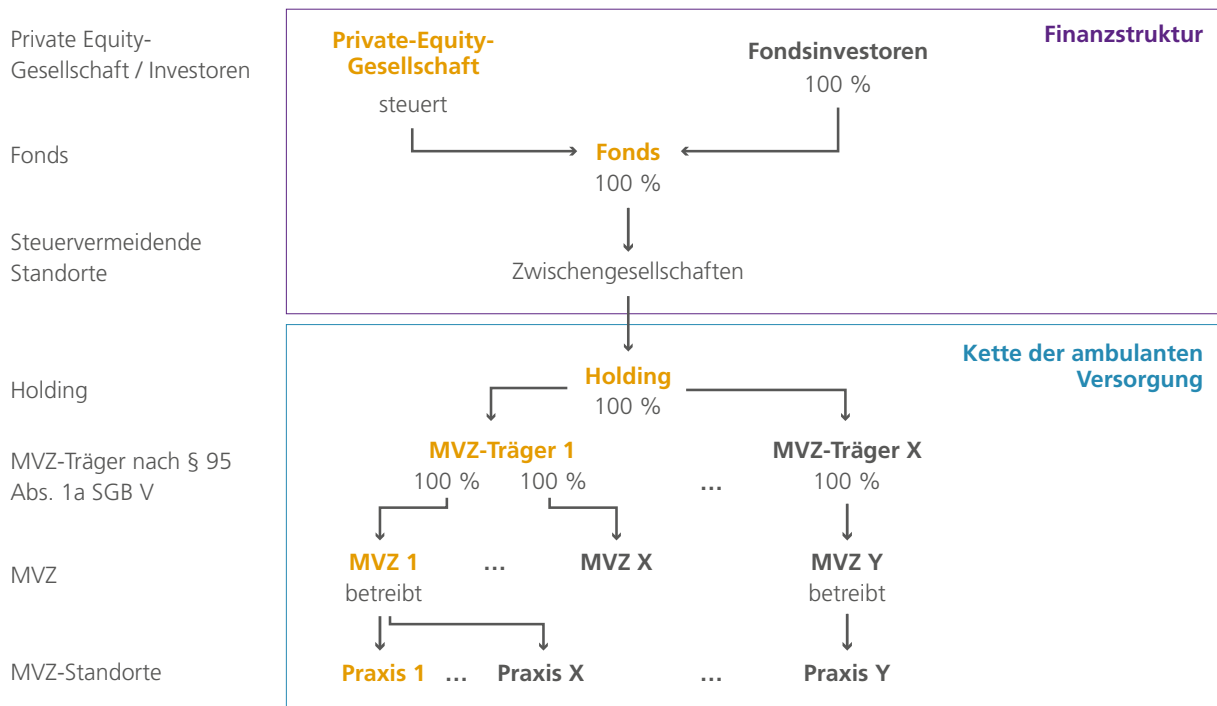 Private Equity-
Gesellschaft / Investoren
Private-Equity-
Gesellschaft
steuert
Fondsinvestoren
100 %
Finanzstruktur
Fonds
Fonds
100 %
Steuervermeidende
Standorte
Zwischengesellschaften
Kette der ambulanten
Versorgung
Holding
Holding
100 %
MVZ-Träger nach § 95
Abs. 1a SGB V
MVZ-Träger 1
100 % 100 %
...
MVZ-Träger X
100 %
MVZ
MVZ 1 ... MVZ X MVZ Y
betreibt betreibt
MVZ-Standorte
Praxis 1 ... Praxis X ... Praxis Y